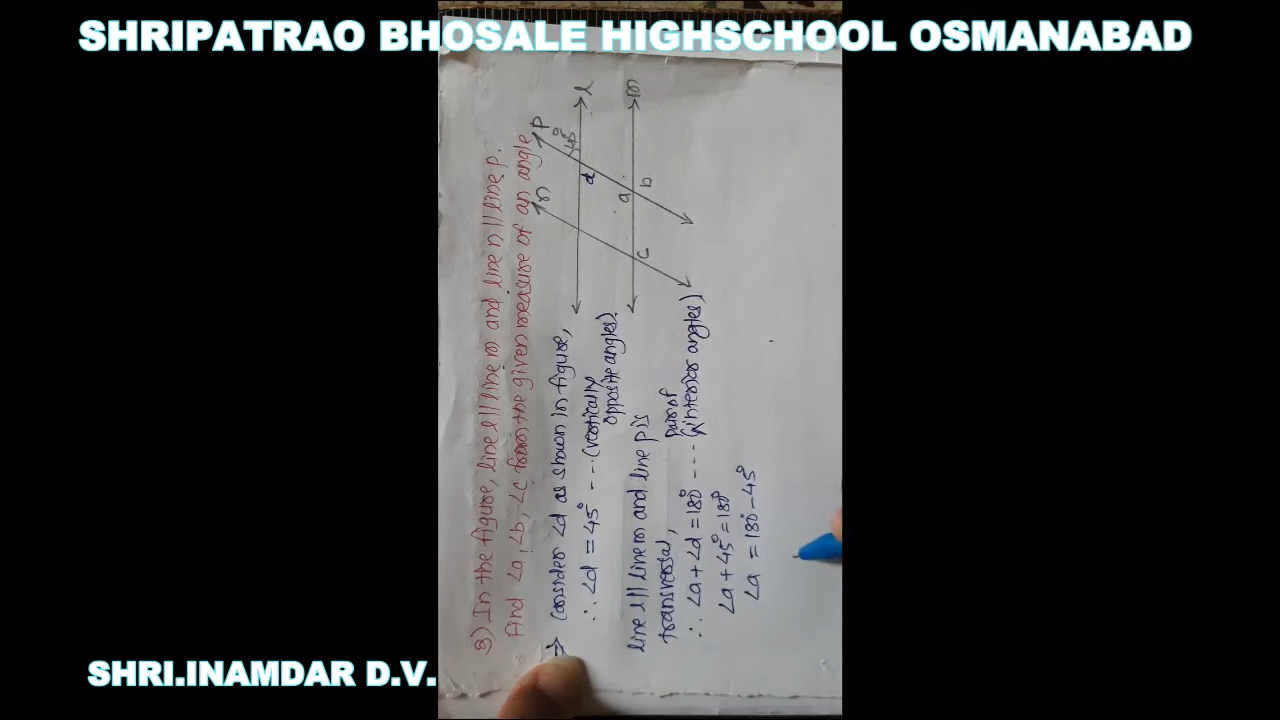 SHRIPATRAO BHOSALE HIGHSCHOOL OSMANABAD
3) In the figure, line l || line m and line n || line p.
Find ∠a, ∠b, ∠c from the given measure of an angle
n
p
45°
l
d
m
a
b
c
⇒ Consider ∠d as shown in figure,
∴ ∠d = 45° --- (vertically
opposite angles).
line l || line m and line p is
transversal,
∴ ∠a + ∠d = 180° ---- (pair of
interior angles)
∠a + 45° = 180°
∠a = 180° - 45°
SHRI.INAMDAR D.V.